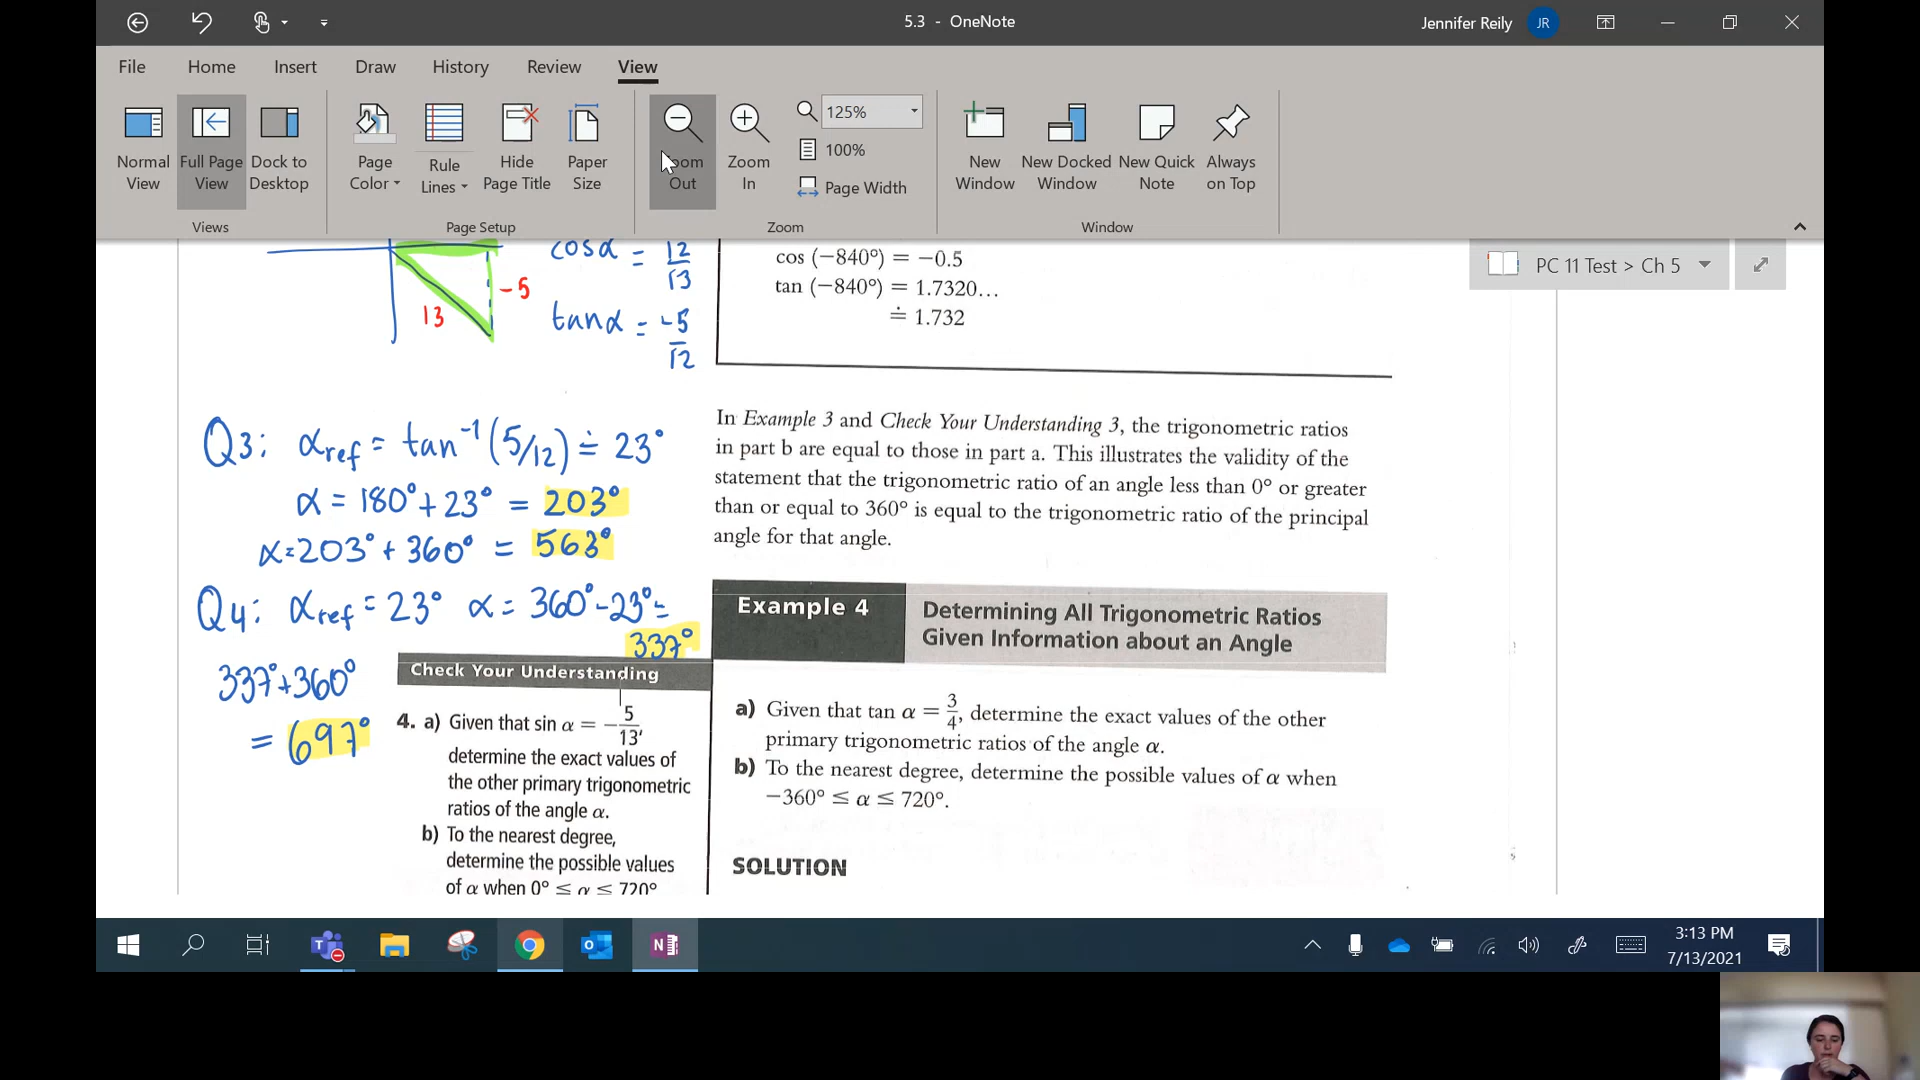 5.3 - OneNote
Jennifer Reily
JR
File
Home
Insert
Draw
History
Review
View
Normal View
Full Page View
Dock to Desktop
Page Color
Rule Lines
Hide Page Title
Paper Size
Out
Zoom In
125%
100%
Page Width
New Window
New Docked Window
New Quick Note
Always on Top
Views
Page Setup
Zoom
Window
PC 11 Test > Ch 5
cos α = 12/13
-5
13
tan α = -5/12
cos (−840°) = −0.5
tan (−840°) = 1.7320…
≐ 1.732
Q3: αref = tan⁻¹ (5/12) ≐ 23°
α = 180° + 23° = 203°
α = 203° + 360° = 563°
Q4: αref = 23° α = 360° - 23° =
337°
337° + 360°
= 697°
In Example 3 and Check Your Understanding 3, the trigonometric ratios
in part b are equal to those in part a. This illustrates the validity of the
statement that the trigonometric ratio of an angle less than 0° or greater
than or equal to 360° is equal to the trigonometric ratio of the principal
angle for that angle.
Check Your Understanding
4. a) Given that sin α = −5/13,
determine the exact values of
the other primary trigonometric
ratios of the angle α.
b) To the nearest degree,
determine the possible values
of α when 0° ≤ α ≤ 720°
Example 4
Determining All Trigonometric Ratios
Given Information about an Angle
a) Given that tan α = 3/4, determine the exact values of the other
primary trigonometric ratios of the angle α.
b) To the nearest degree, determine the possible values of α when
−360° ≤ α ≤ 720°.
SOLUTION
3:13 PM
7/13/2021